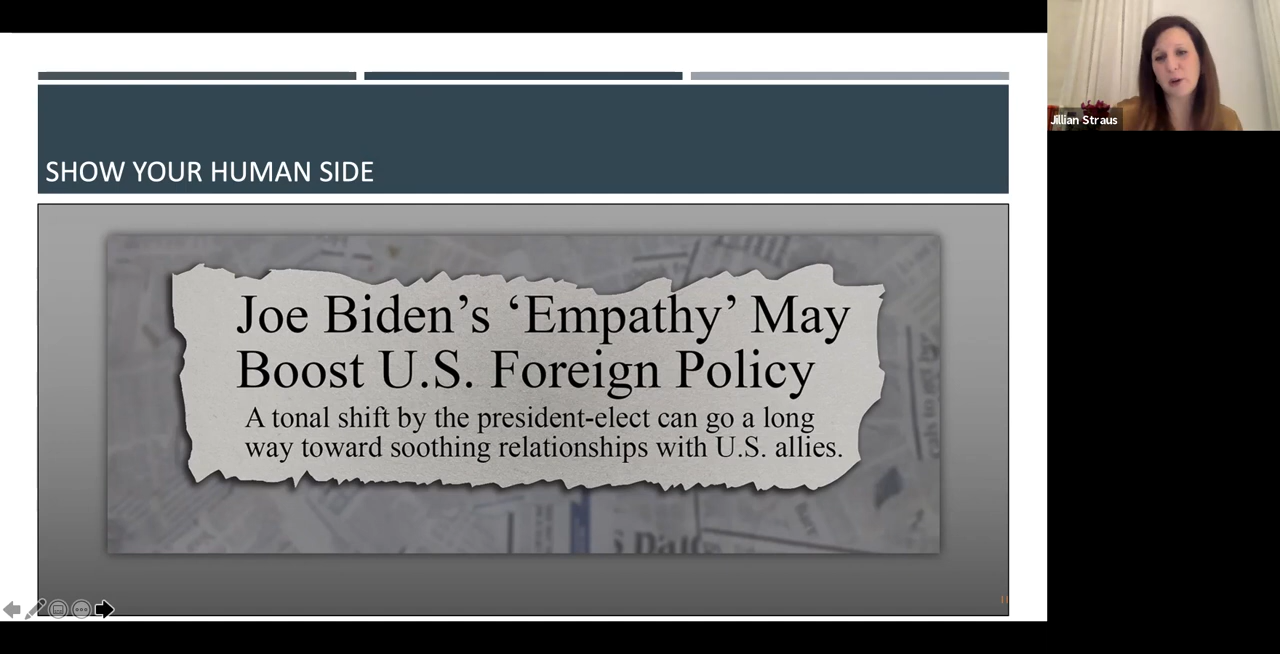 SHOW YOUR HUMAN SIDE
Joe Biden’s ‘Empathy’ May
Boost U.S. Foreign Policy
A tonal shift by the president-elect can go a long
way toward soothing relationships with U.S. allies.
11
Jillian Straus